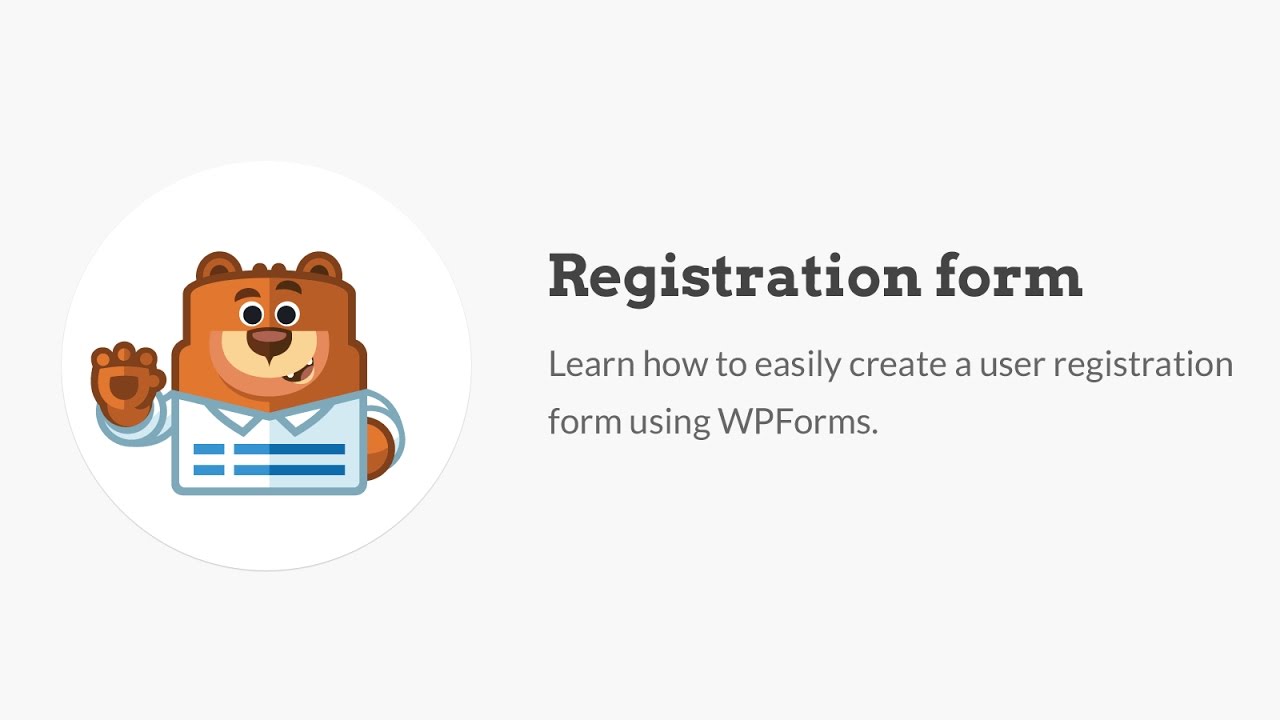 Registration form
Learn how to easily create a user registration
form using WPForms.